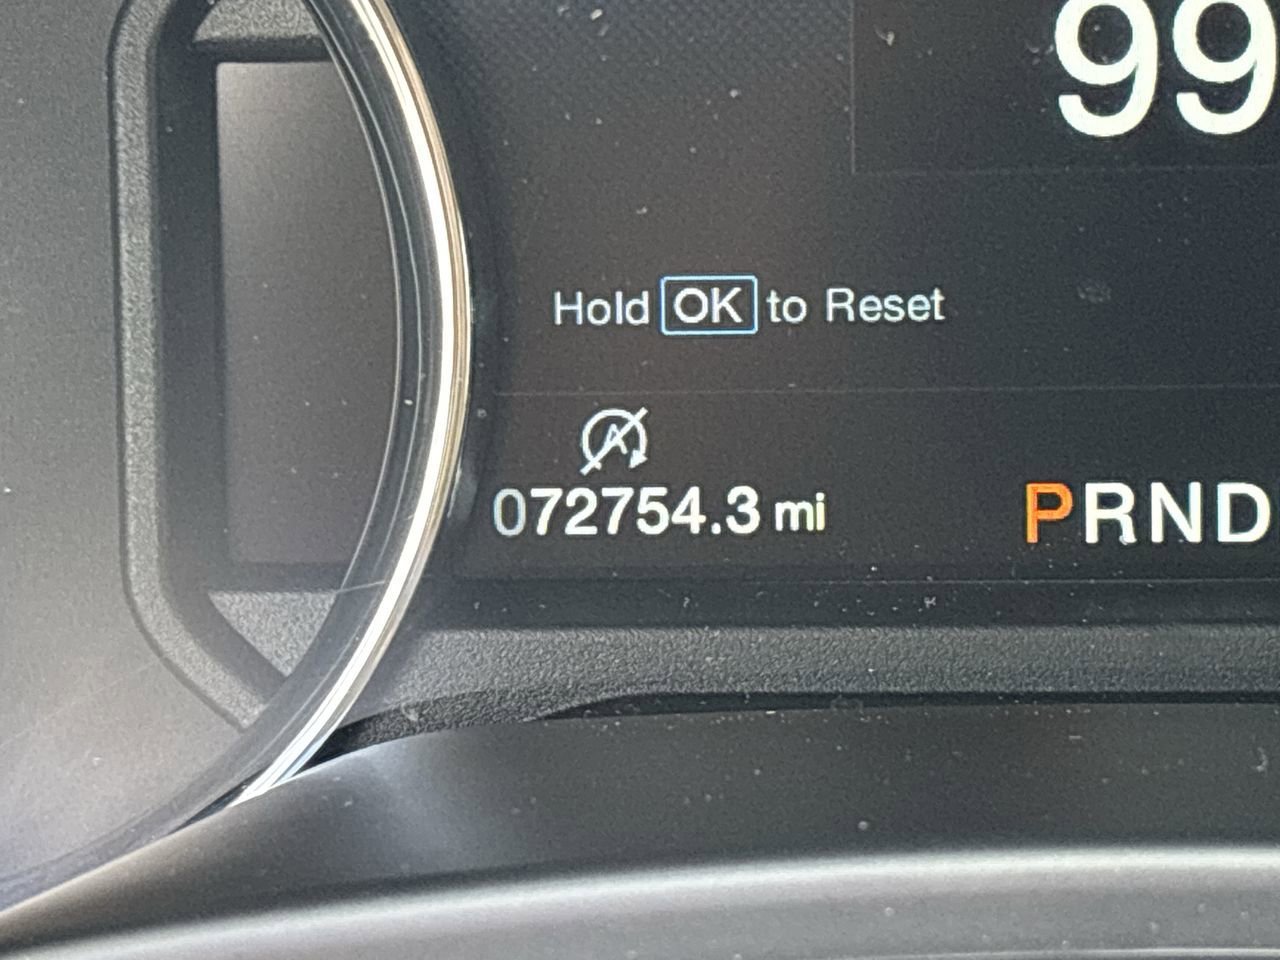 99
Hold OK to Reset
072754.3 mi
PRND